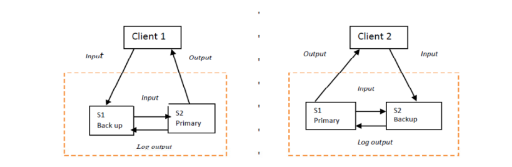 Client 1
Input
Output
Input
S1
Back up
S2
Primary
Log output
Client 2
Output
Input
Input
S1
Primary
S2
Backup
Log output